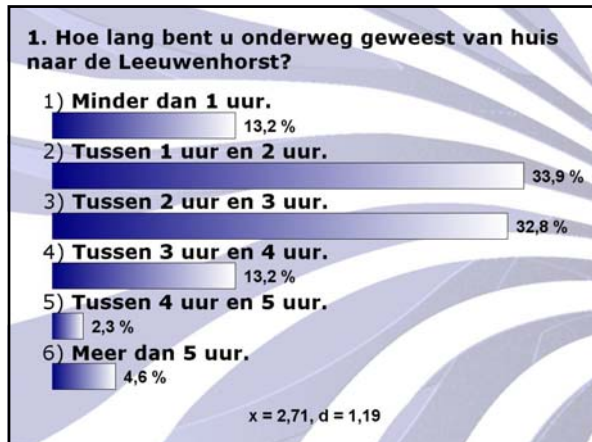 1. Hoe lang bent u onderweg geweest van huis
naar de Leeuwenhorst?
1) Minder dan 1 uur.
13,2 %
2) Tussen 1 uur en 2 uur.
33,9 %
3) Tussen 2 uur en 3 uur.
32,8 %
4) Tussen 3 uur en 4 uur.
13,2 %
5) Tussen 4 uur en 5 uur.
2,3 %
6) Meer dan 5 uur.
4,6 %
x = 2,71, d = 1,19